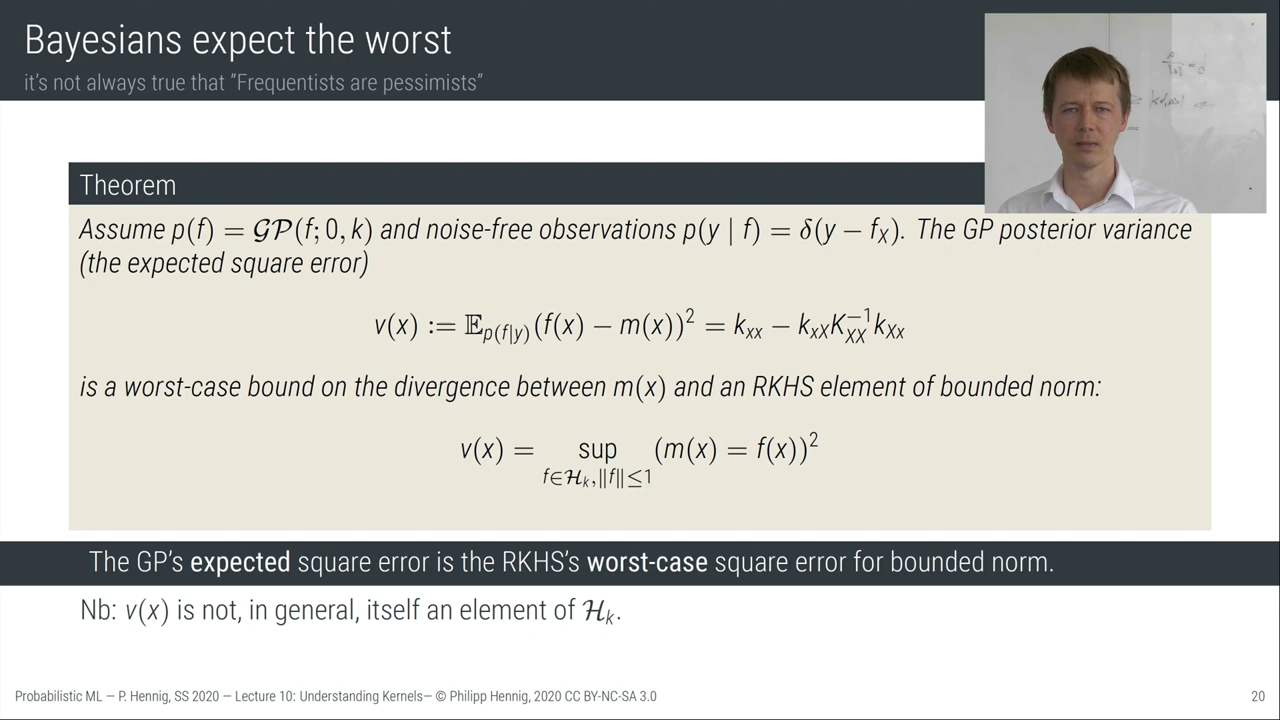 Bayesians expect the worst
it's not always true that "Frequentists are pessimists"
Theorem
Assume p(f) = 𝒢𝒫(f; 0, k) and noise-free observations p(y | f) = δ(y − f_X). The GP posterior variance
(the expected square error)
v(x) := 𝔼_{p(f|y)}(f(x) − m(x))² = k_{xx} − k_{xX}K_{XX}^{−1}k_{Xx}
is a worst-case bound on the divergence between m(x) and an RKHS element of bounded norm:
v(x) = sup_{f∈ℋ_k,‖f‖≤1} (m(x) = f(x))²
The GP's expected square error is the RKHS's worst-case square error for bounded norm.
Nb: v(x) is not, in general, itself an element of ℋ_k.
Probabilistic ML — P. Hennig, SS 2020 — Lecture 10: Understanding Kernels— © Philipp Hennig, 2020 CC BY-NC-SA 3.0
20